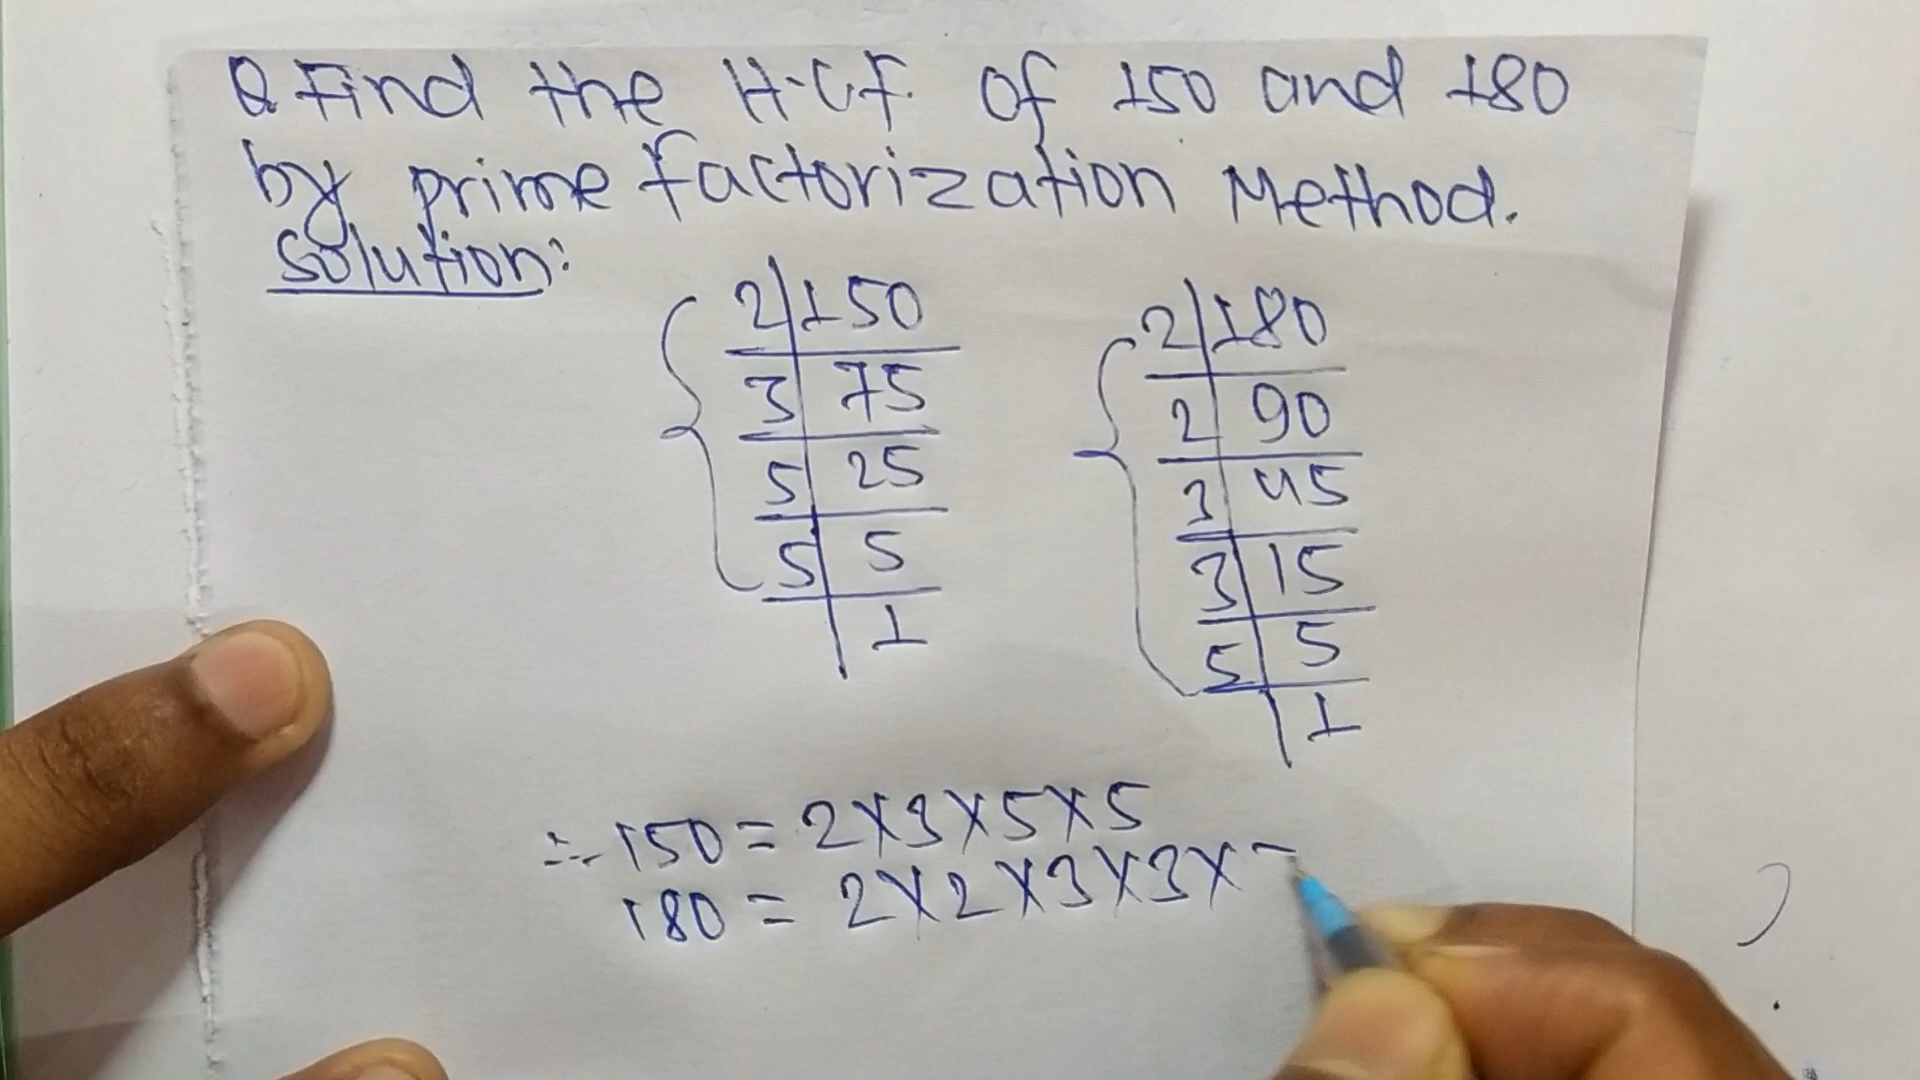 Q Find the H.C.F. of 150 and 180
by prime factorization Method.
Solution:
2 150
3 75
5 25
5 5
1
2 180
2 90
3 45
3 15
5 5
1
∴ 150 = 2×3×5×5
180 = 2×2×3×3×